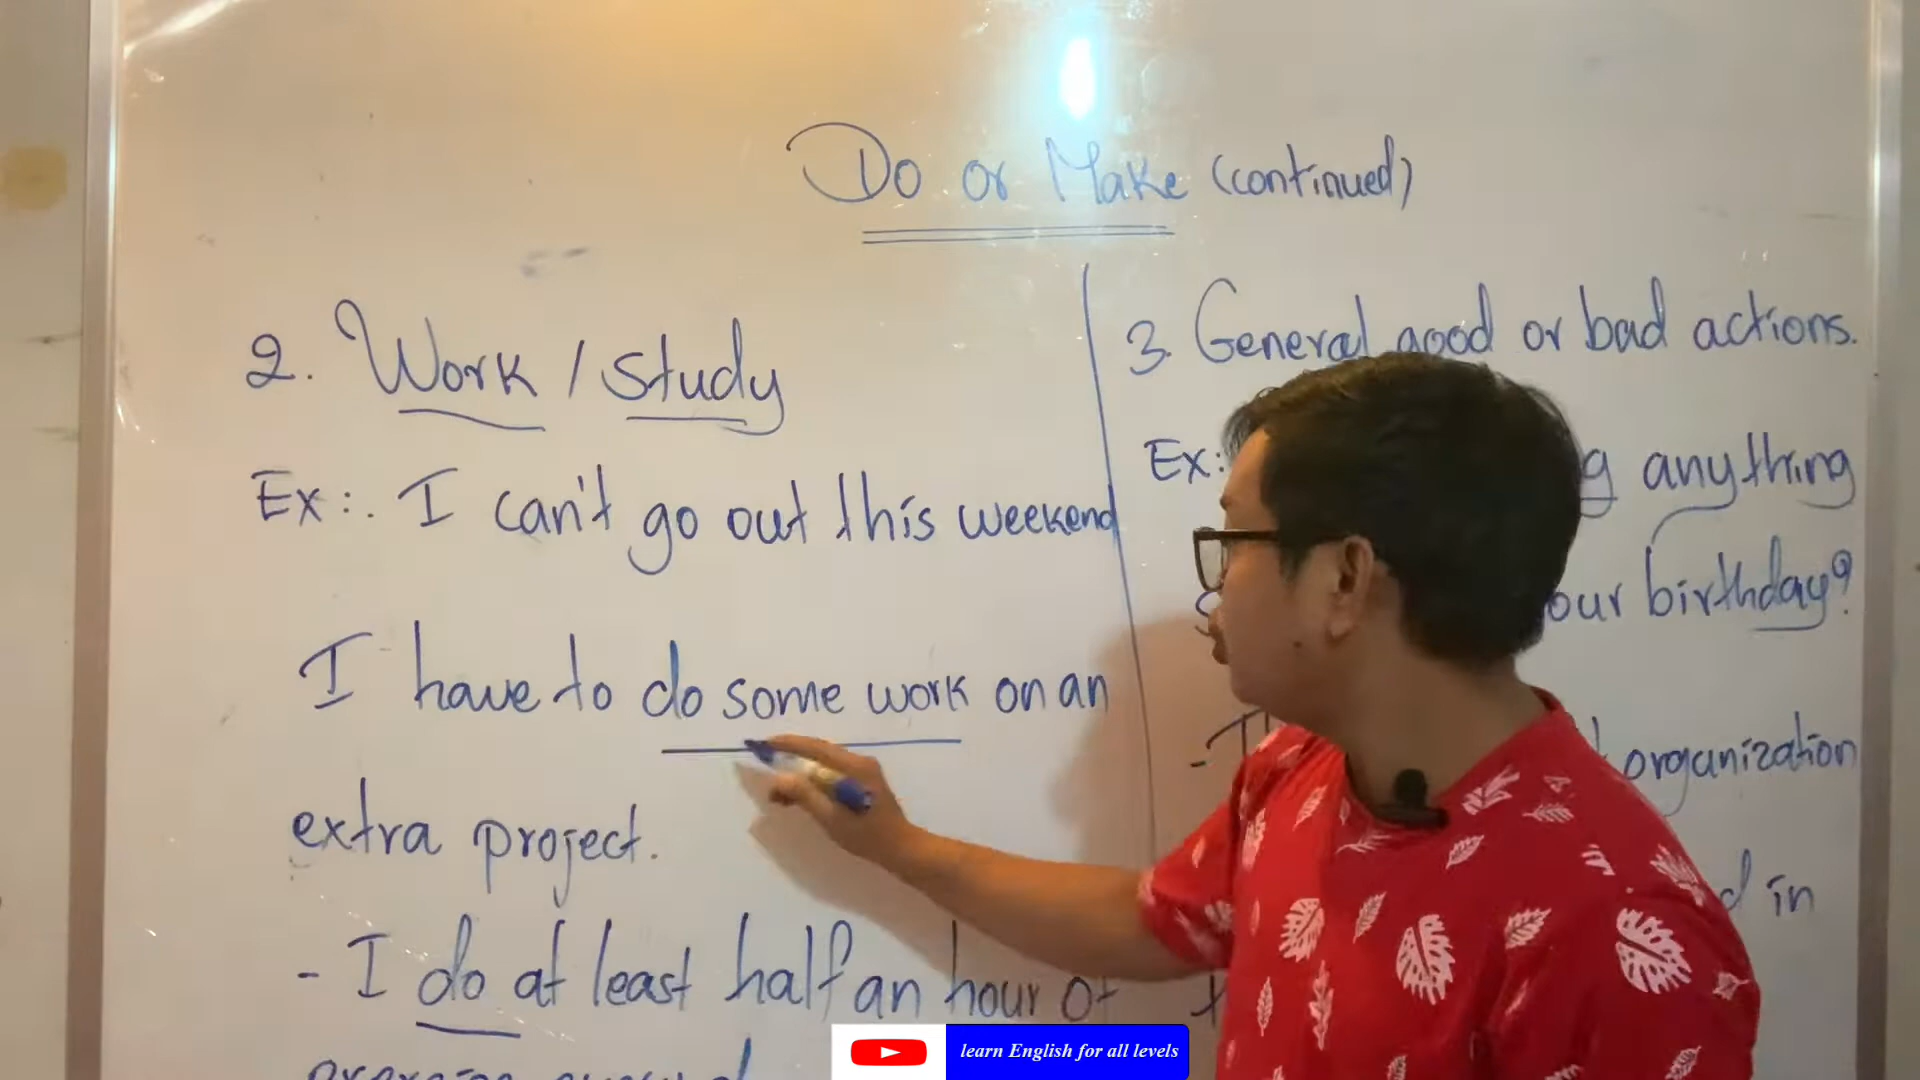 Do or Make (continued)
2. Work / Study
Ex:. I can't go out this weekend
I have to do some work on an
extra project.
- I do at least half an hour of
3. General good or bad actions.
Ex:
anything
birthday?
organization
in
learn English for all levels